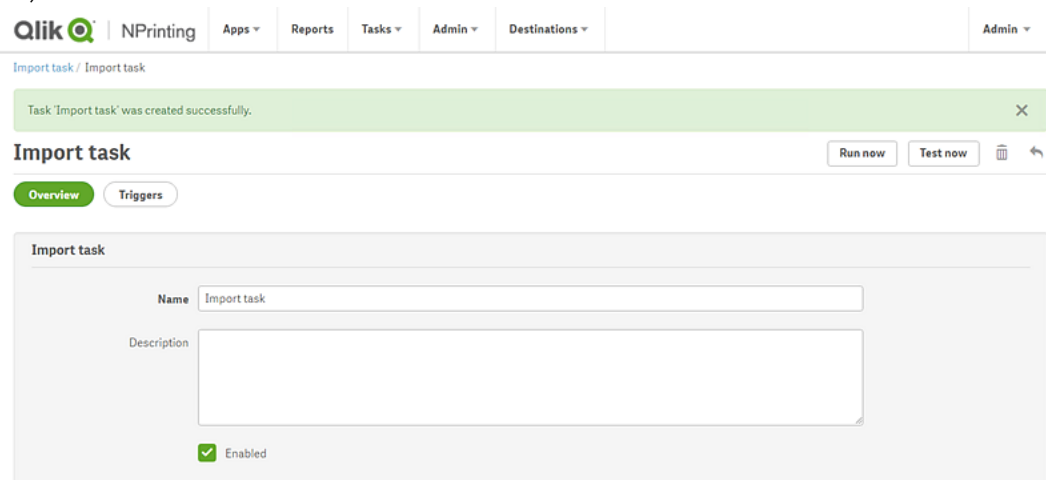 Qlik NPrinting Apps Reports Tasks Admin Destinations Admin
Import task / Import task
Task 'Import task' was created successfully.
Import task Run now Test now
Overview Triggers
Import task
Name Import task
Description
Enabled